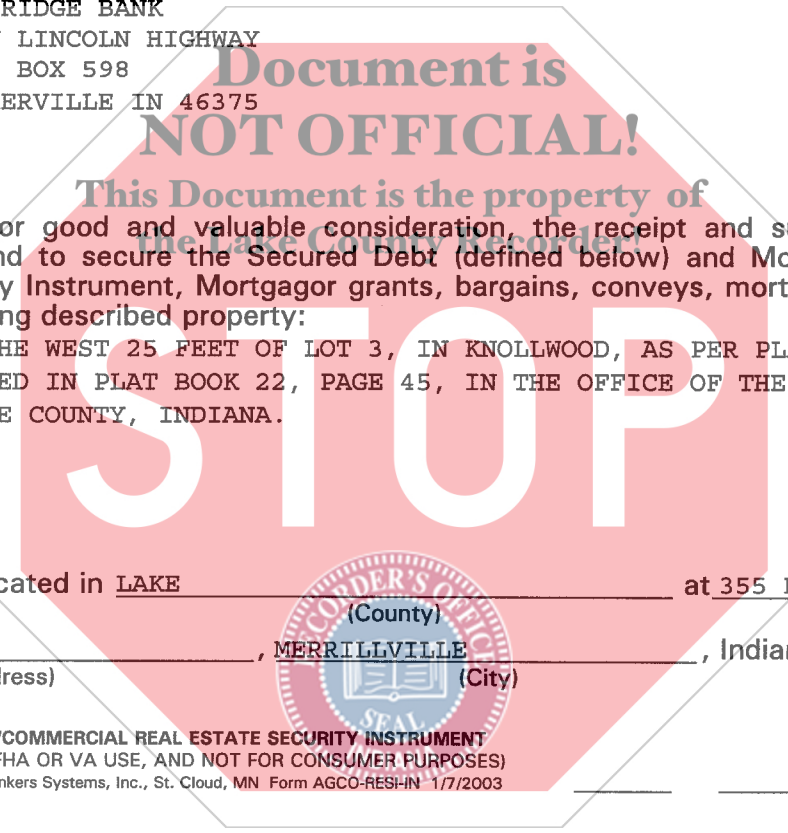 RIDGE BANK
LINCOLN HIGHWAY
BOX 598
ERVILLE IN 46375
Document is
NOT OFFICIAL!
This Document is the property of
the Lake County Recorder!
or good and valuable consideration, the receipt and su
nd to secure the Secured Debt (defined below) and Mo
y Instrument, Mortgagor grants, bargains, conveys, mort
ng described property:
HE WEST 25 FEET OF LOT 3, IN KNOLLWOOD, AS PER PL
ED IN PLAT BOOK 22, PAGE 45, IN THE OFFICE OF THE
E COUNTY, INDIANA.
STOP
cated in LAKE at 355
(County)
, MERRILLVILLE , Indian
ress) (City)
RECORDER'S OFFICE
SEAL
INDIANA
/COMMERCIAL REAL ESTATE SECURITY INSTRUMENT
FHA OR VA USE, AND NOT FOR CONSUMER PURPOSES)
nkers Systems, Inc., St. Cloud, MN Form AGCO-RESI-IN 1/7/2003